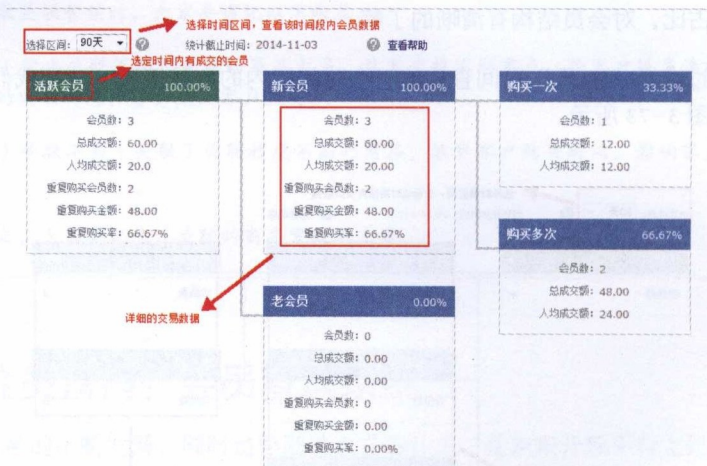 占比，对会员结构有清晰的了
选择时间区间，查看该时间段内会员数据
选择区间： 90天 统计截止时间：2014-11-03 查看帮助
选定时间内有成交的会员
活跃会员 100.00%
会员数：3
总成交额：60.00
人均成交额：20.0
重复购买会员数：2
重复购买金额：48.00
重复购买率：66.67%
新会员 100.00%
会员数：3
总成交额：60.00
人均成交额：20.00
重复购买会员数：2
重复购买金额：48.00
重复购买率：66.67%
购买一次 33.33%
会员数：1
总成交额：12.00
人均成交额：12.00
购买多次 66.67%
会员数：2
总成交额：48.00
人均成交额：24.00
详细的交易数据
老会员 0.00%
会员数：0
总成交额：0.00
人均成交额：0.00
重复购买会员数：0
重复购买金额：0.00
重复购买率：0.00%